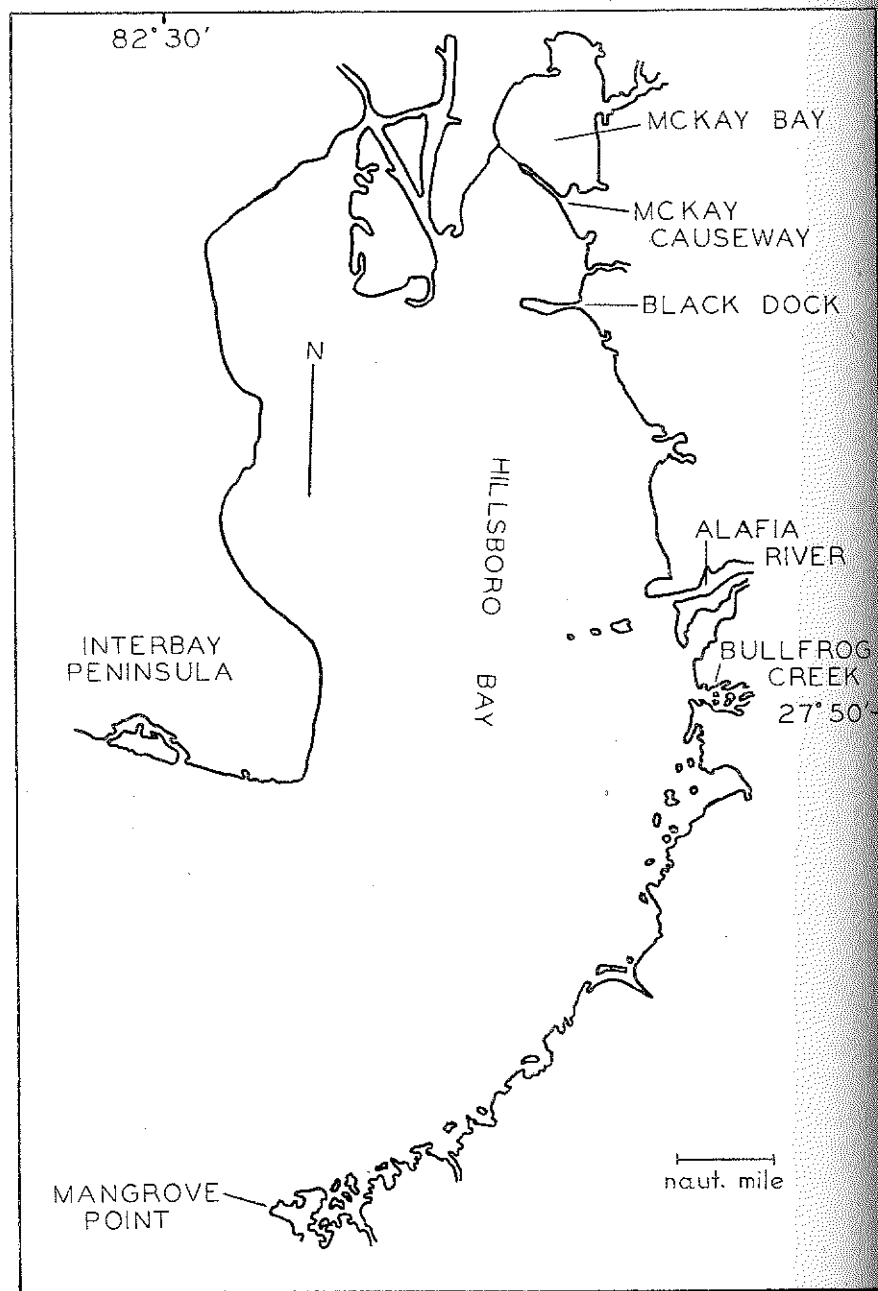 82°30'
MCKAY BAY
MCKAY
CAUSEWAY
BLACK DOCK
N
HILLSBORO BAY
ALAFIA
RIVER
INTERBAY
PENINSULA
BULLFROG
CREEK
27°50'
naut. mile
MANGROVE
POINT